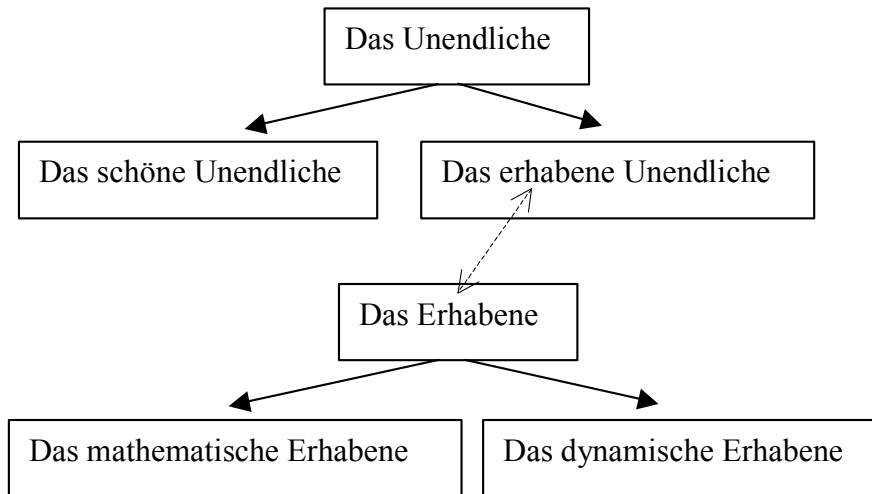 Das Unendliche
Das schöne Unendliche
Das erhabene Unendliche
Das Erhabene
Das mathematische Erhabene
Das dynamische Erhabene